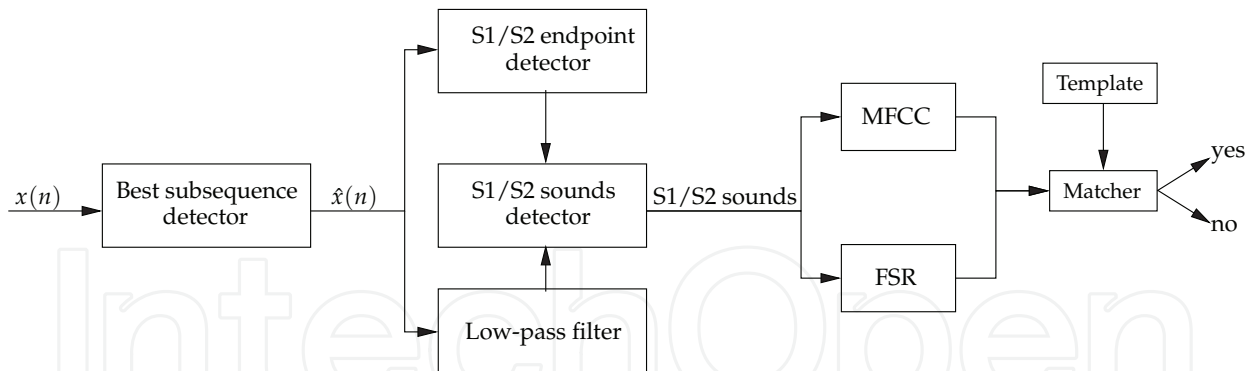 S1/S2 endpoint
detector
Template
MFCC
x(n)
Best subsequence
detector
x̂(n)
S1/S2 sounds
detector
S1/S2 sounds
Matcher
yes
no
FSR
Low-pass filter
IntechOpen